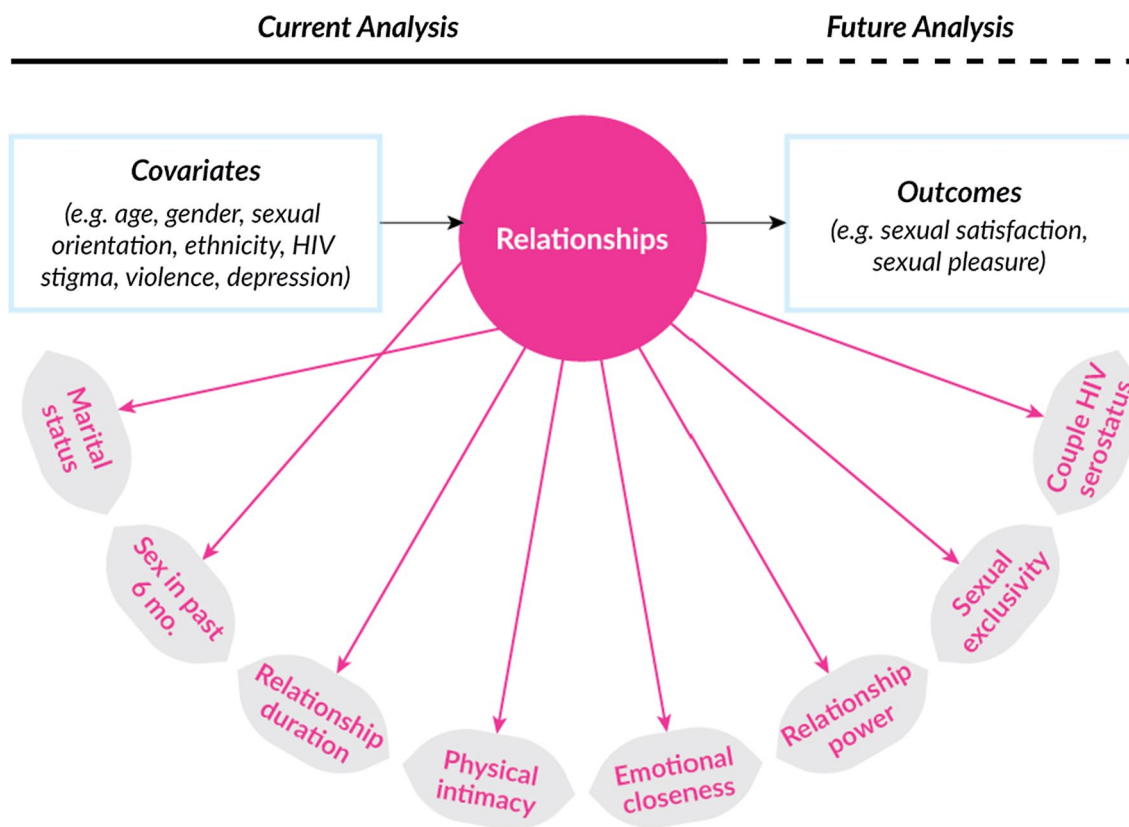 Current Analysis
Future Analysis
Covariates
(e.g. age, gender, sexual
orientation, ethnicity, HIV
stigma, violence, depression)
Relationships
Outcomes
(e.g. sexual satisfaction,
sexual pleasure)
Marital
status
Sex in past
6 mo.
Relationship
duration
Physical
intimacy
Emotional
closeness
Relationship
power
Sexual
exclusivity
Couple HIV
serostatus